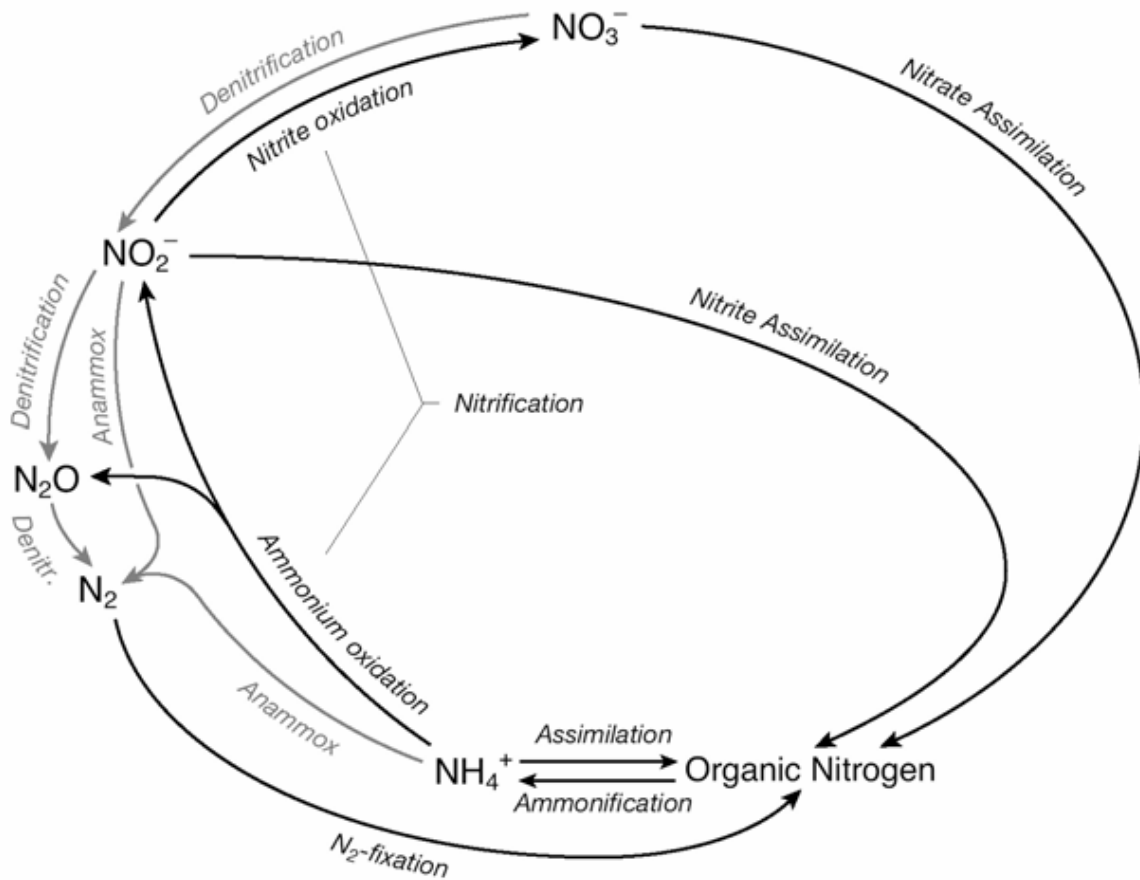 NO₃⁻
Denitrification
Nitrite oxidation
Nitrate Assimilation
NO₂⁻
Nitrite Assimilation
Denitrification
Anammox
Nitrification
N₂O
Denitr.
N₂
Ammonium oxidation
Anammox
NH₄⁺
Assimilation
Ammonification
Organic Nitrogen
N₂-fixation